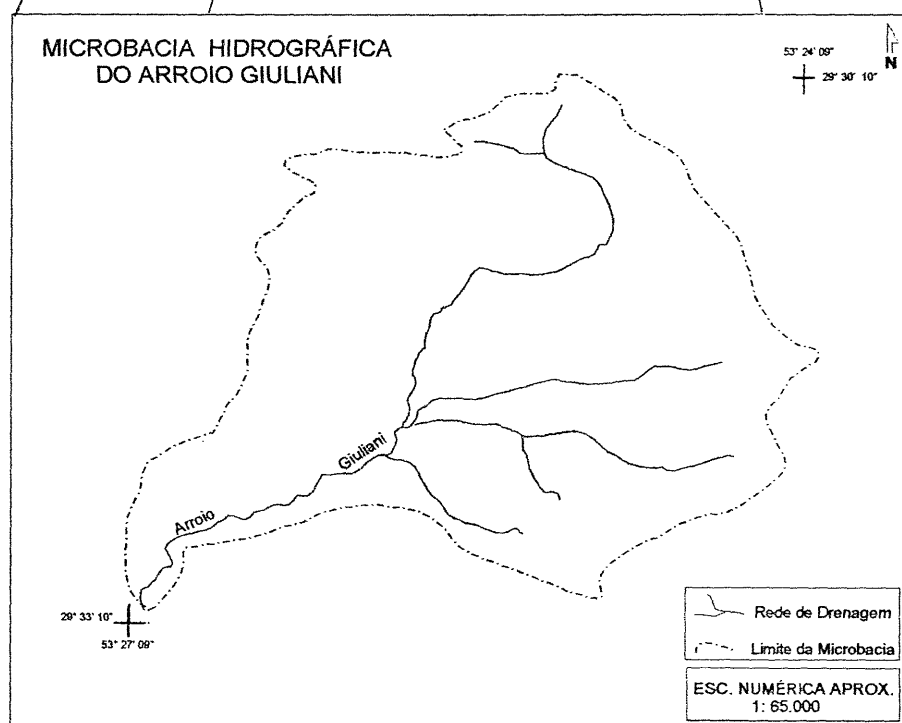 MICROBACIA HIDROGRÁFICA
DO ARROIO GIULIANI
53° 24' 09"
29° 30' 10"
N
Giuliani
Arroio
29° 33' 10"
53° 27' 09"
Rede de Drenagem
Limite da Microbacia
ESC. NUMÉRICA APROX.
1: 65.000